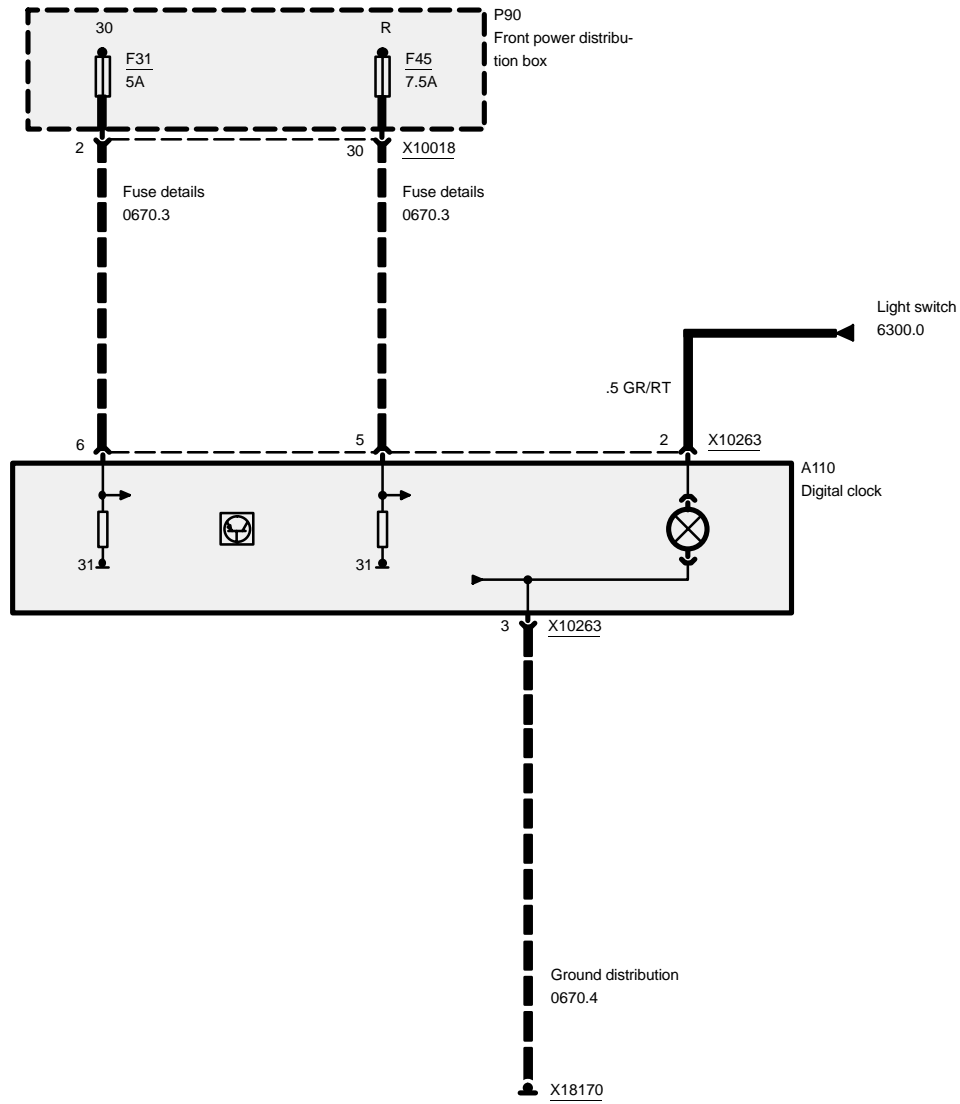 P90
Front power distribu-
tion box
30
R
F31
5A
F45
7.5A
2
30
X10018
Fuse details
0670.3
Fuse details
0670.3
Light switch
6300.0
.5 GR/RT
6
5
2
X10263
A110
Digital clock
31
31
3
X10263
Ground distribution
0670.4
X18170